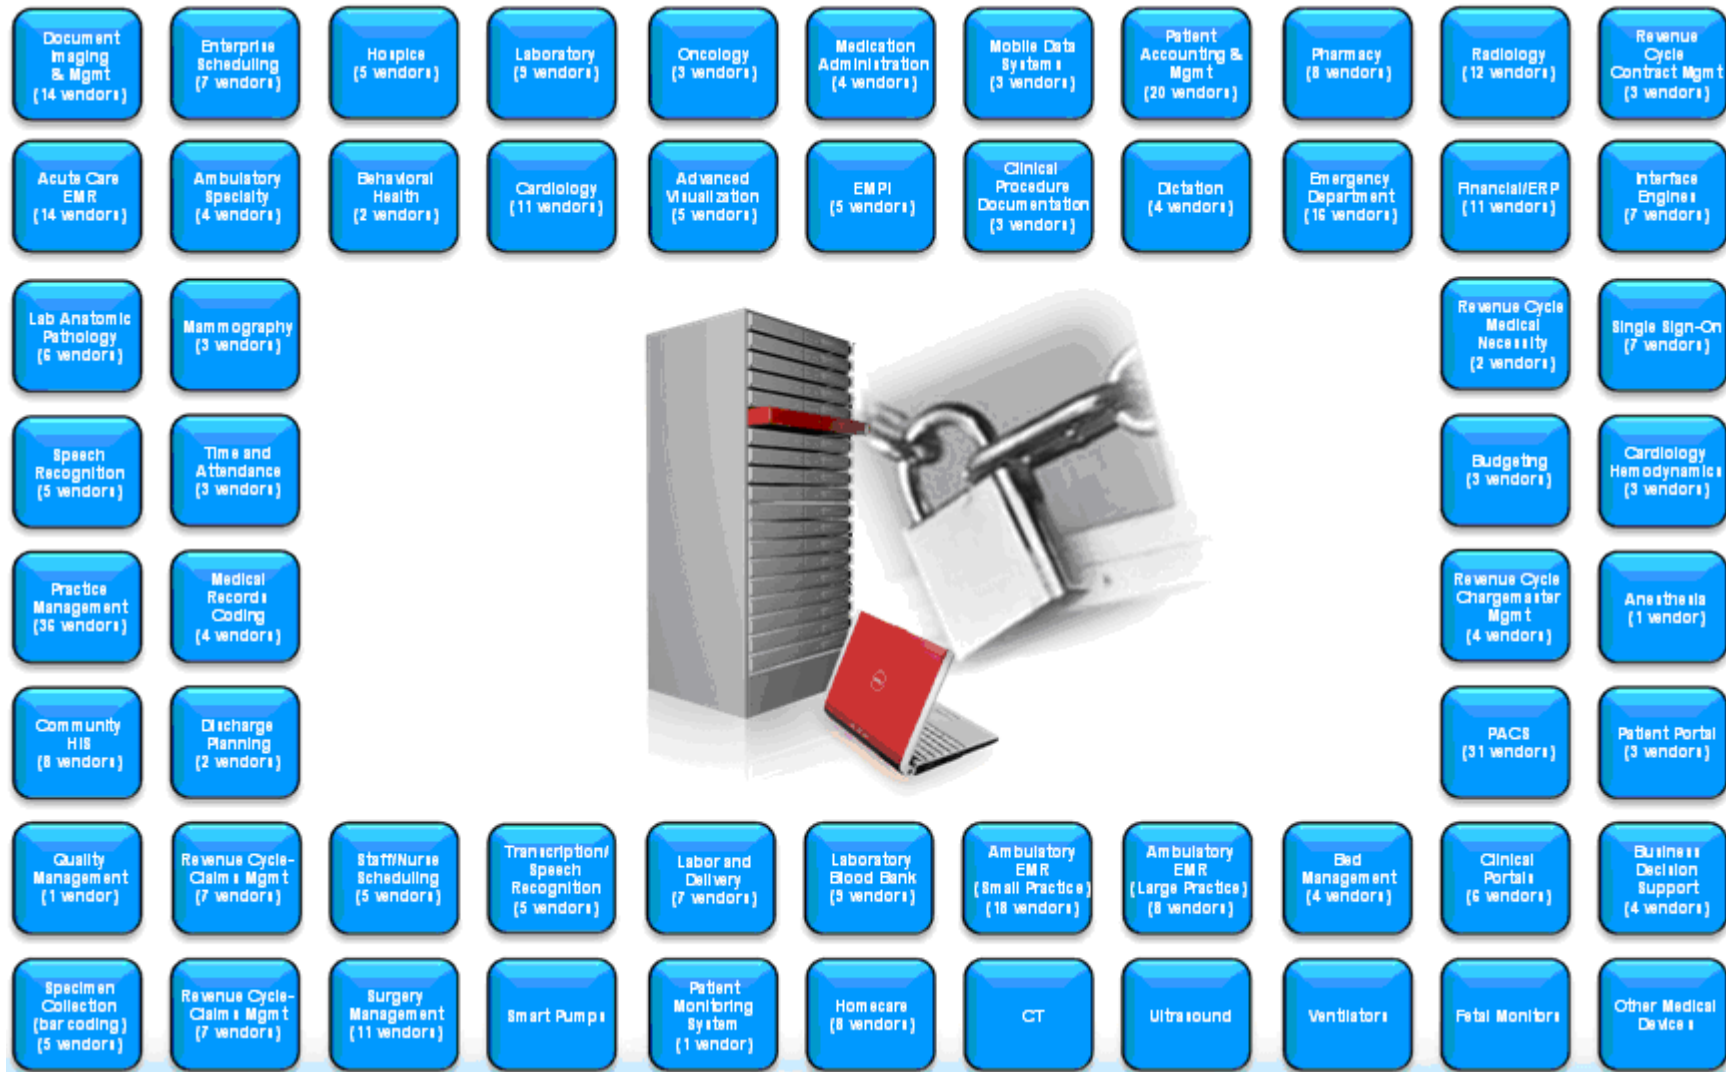 Document
Imaging
& Mgmt
(14 vendors)
Enterprise
Scheduling
(7 vendors)
Hospice
(5 vendors)
Laboratory
(9 vendors)
Oncology
(3 vendors)
Medication
Administration
(4 vendors)
Mobile Data
Systems
(3 vendors)
Patient
Accounting &
Mgmt
(20 vendors)
Pharmacy
(8 vendors)
Radiology
(12 vendors)
Revenue
Cycle
Contract Mgmt
(3 vendors)
Acute Care
EMR
(14 vendors)
Ambulatory
Specialty
(4 vendors)
Behavioral
Health
(2 vendors)
Cardiology
(11 vendors)
Advanced
Visualization
(5 vendors)
EMPI
(5 vendors)
Clinical
Procedure
Documentation
(3 vendors)
Dictation
(4 vendors)
Emergency
Department
(16 vendors)
Financial/ERP
(11 vendors)
Interface
Engines
(7 vendors)
Lab Anatomic
Pathology
(6 vendors)
Mammography
(3 vendors)
Revenue Cycle
Medical
Necessity
(2 vendors)
Single Sign-On
(7 vendors)
Speech
Recognition
(5 vendors)
Time and
Attendance
(3 vendors)
Budgeting
(3 vendors)
Cardiology
Hemodynamics
(3 vendors)
Practice
Management
(36 vendors)
Medical
Records
Coding
(4 vendors)
Revenue Cycle
Chargemaster
Mgmt
(4 vendors)
Anesthesia
(1 vendor)
Community
HIS
(8 vendors)
Discharge
Planning
(2 vendors)
PACS
(31 vendors)
Patient Portal
(3 vendors)
Quality
Management
(1 vendor)
Revenue Cycle-
Claims Mgmt
(7 vendors)
Staff/Nurse
Scheduling
(5 vendors)
Transcription/
Speech
Recognition
(5 vendors)
Labor and
Delivery
(7 vendors)
Laboratory
Blood Bank
(9 vendors)
Ambulatory
EMR
(Small Practice)
(18 vendors)
Ambulatory
EMR
(Large Practice)
(8 vendors)
Bed
Management
(4 vendors)
Clinical
Portals
(6 vendors)
Business
Decision
Support
(4 vendors)
Specimen
Collection
(bar coding)
(5 vendors)
Revenue Cycle-
Claims Mgmt
(7 vendors)
Surgery
Management
(11 vendors)
Smart Pumps
Patient
Monitoring
System
(1 vendor)
Homecare
(8 vendors)
CT
Ultrasound
Ventilators
Fetal Monitors
Other Medical
Devices